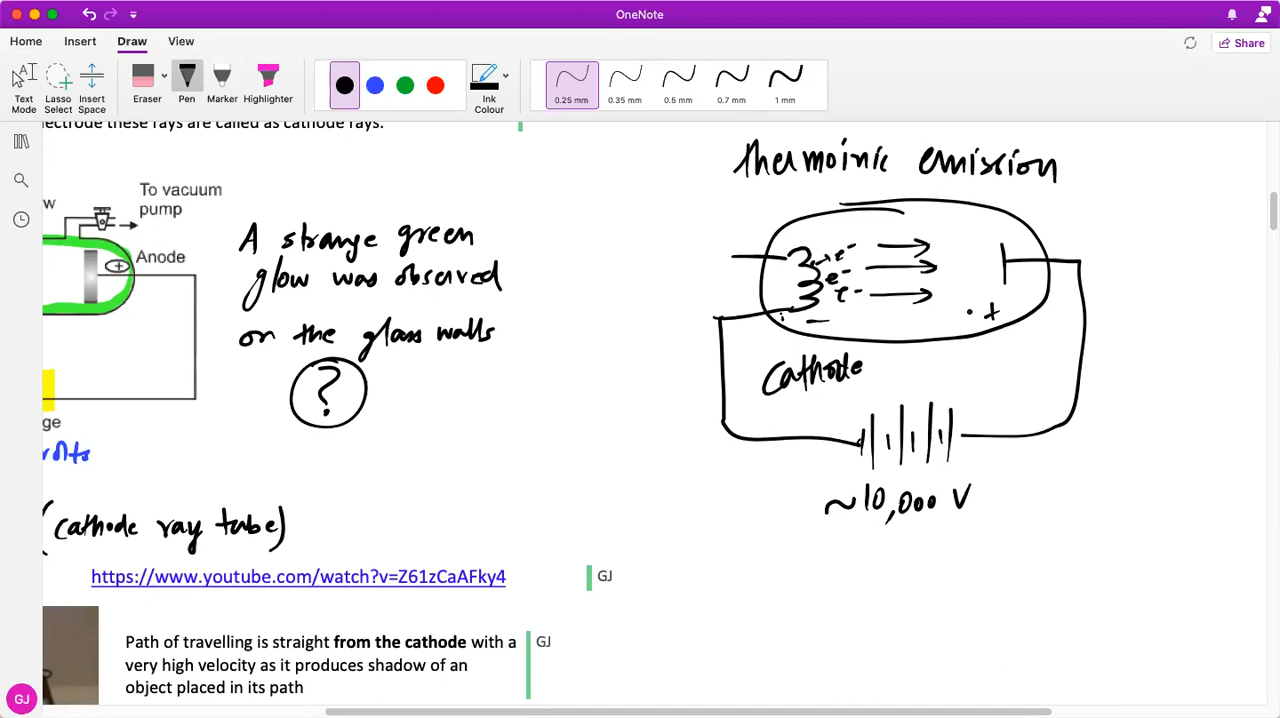 OneNote
Home Insert Draw View
Share
Text Mode
Lasso Select
Insert Space
Eraser
Pen
Marker
Highlighter
Ink Colour
0.25 mm
0.35 mm
0.5 mm
0.7 mm
1 mm
ectrode these rays are called as cathode rays.
w
To vacuum
pump
+ Anode
ge
volts
A strange green
glow was observed
on the glass walls
?
thermoinic emission
e-
e-
e-
−
+
cathode
~10,000 V
(cathode ray tube)
https://www.youtube.com/watch?v=Z61zCaAFky4
GJ
Path of travelling is straight from the cathode with a
very high velocity as it produces shadow of an
object placed in its path
GJ
GJ